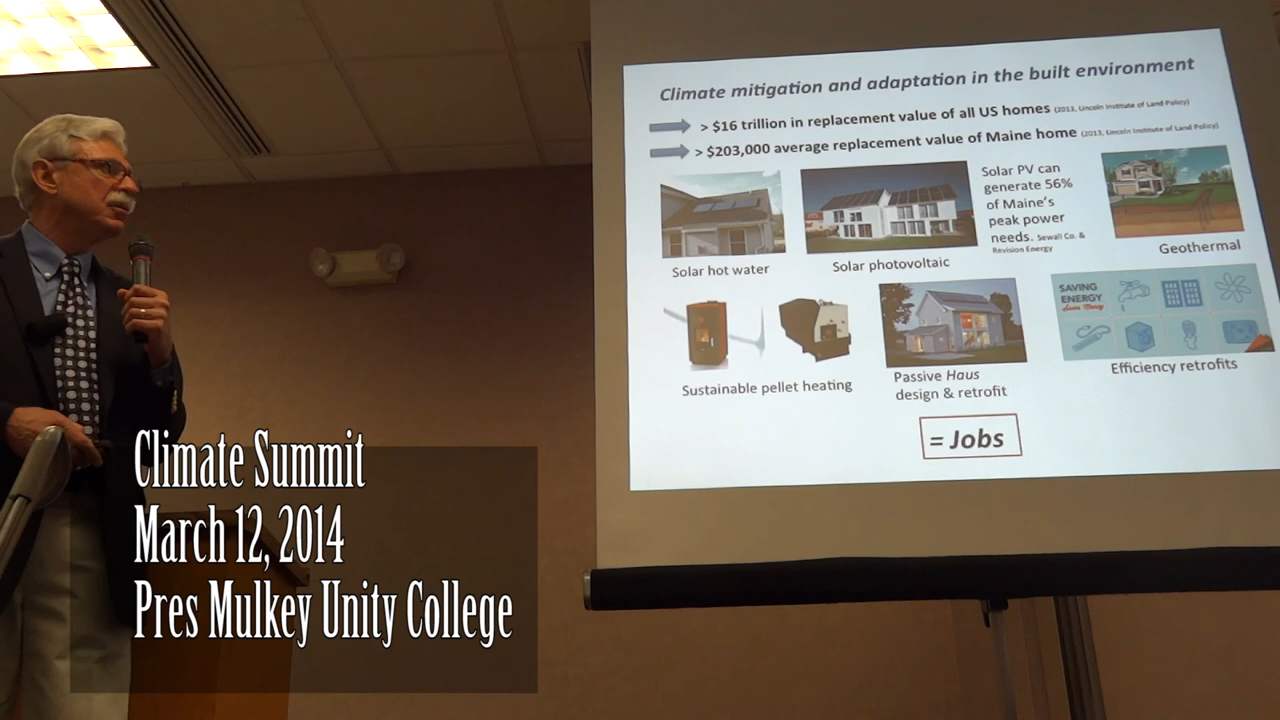 Climate mitigation and adaptation in the built environment
> $16 trillion in replacement value of all US homes (2013, Lincoln Institute of Land Policy)
> $203,000 average replacement value of Maine home (2013, Lincoln Institute of Land Policy)
Solar PV can
generate 56%
of Maine's
peak power
needs. Sewall Co. &
Revision Energy
Solar hot water
Solar photovoltaic
Geothermal
SAVING
ENERGY
Saves Money
Sustainable pellet heating
Passive Haus
design & retrofit
Efficiency retrofits
= Jobs
Climate Summit
March 12, 2014
Pres Mulkey Unity College